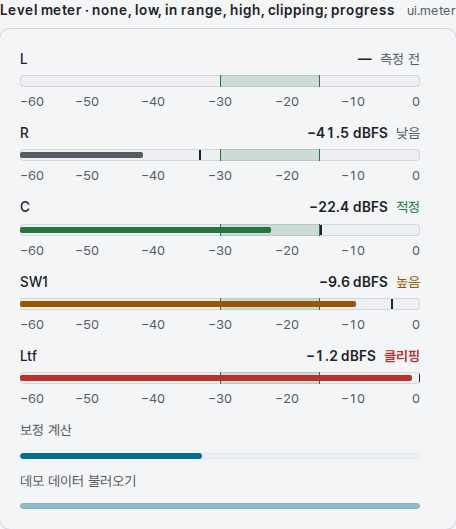 Level meter · none, low, in range, high, clipping; progress ui.meter
L — 측정 전
−60 −50 −40 −30 −20 −10 0
R −41.5 dBFS 낮음
−60 −50 −40 −30 −20 −10 0
C −22.4 dBFS 적정
−60 −50 −40 −30 −20 −10 0
SW1 −9.6 dBFS 높음
−60 −50 −40 −30 −20 −10 0
Ltf −1.2 dBFS 클리핑
−60 −50 −40 −30 −20 −10 0
보정 계산
데모 데이터 불러오기